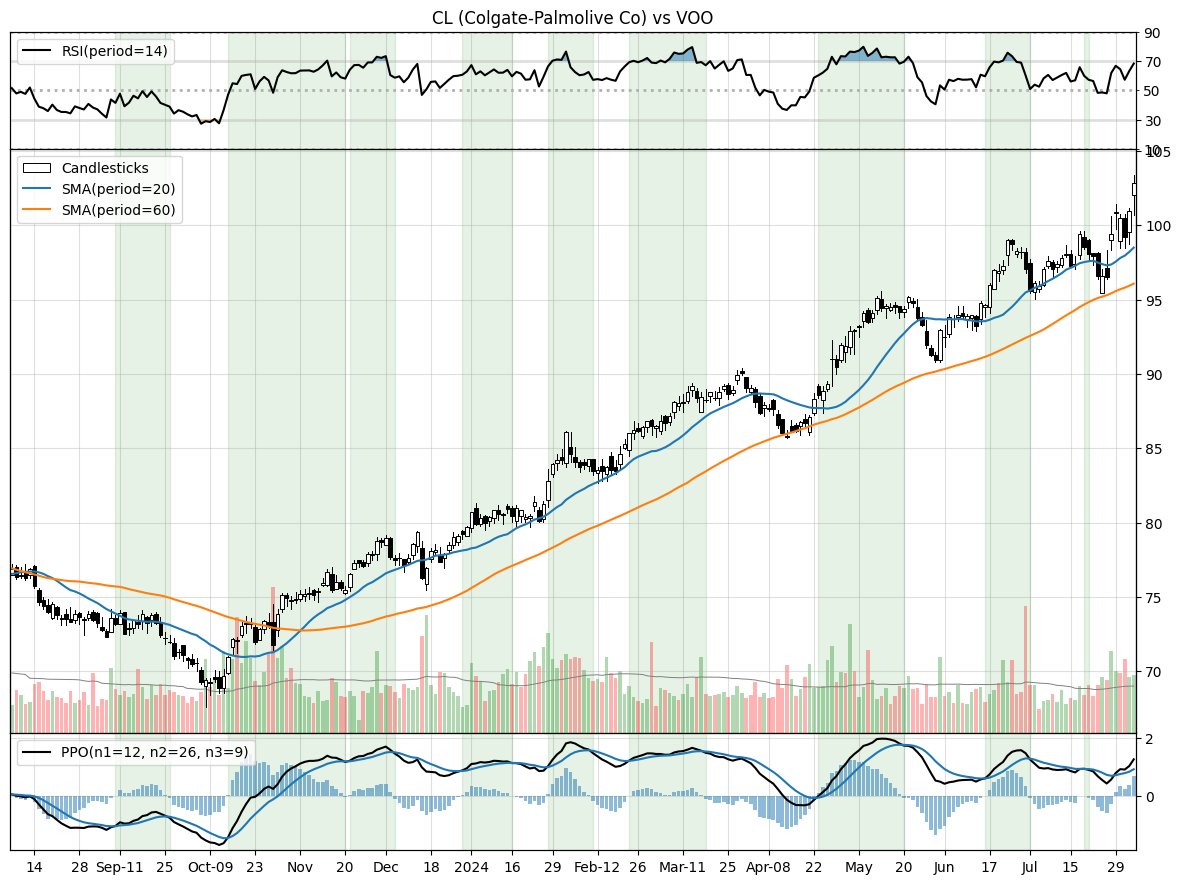 CL (Colgate-Palmolive Co) vs VOO
RSI(period=14)
90
70
50
30
10
Candlesticks
SMA(period=20)
SMA(period=60)
105
100
95
90
85
80
75
70
PPO(n1=12, n2=26, n3=9)
2
0
14 28 Sep-11 25 Oct-09 23 Nov 20 Dec 18 2024 16 29 Feb-12 26 Mar-11 25 Apr-08 22 May 20 Jun 17 Jul 15 29